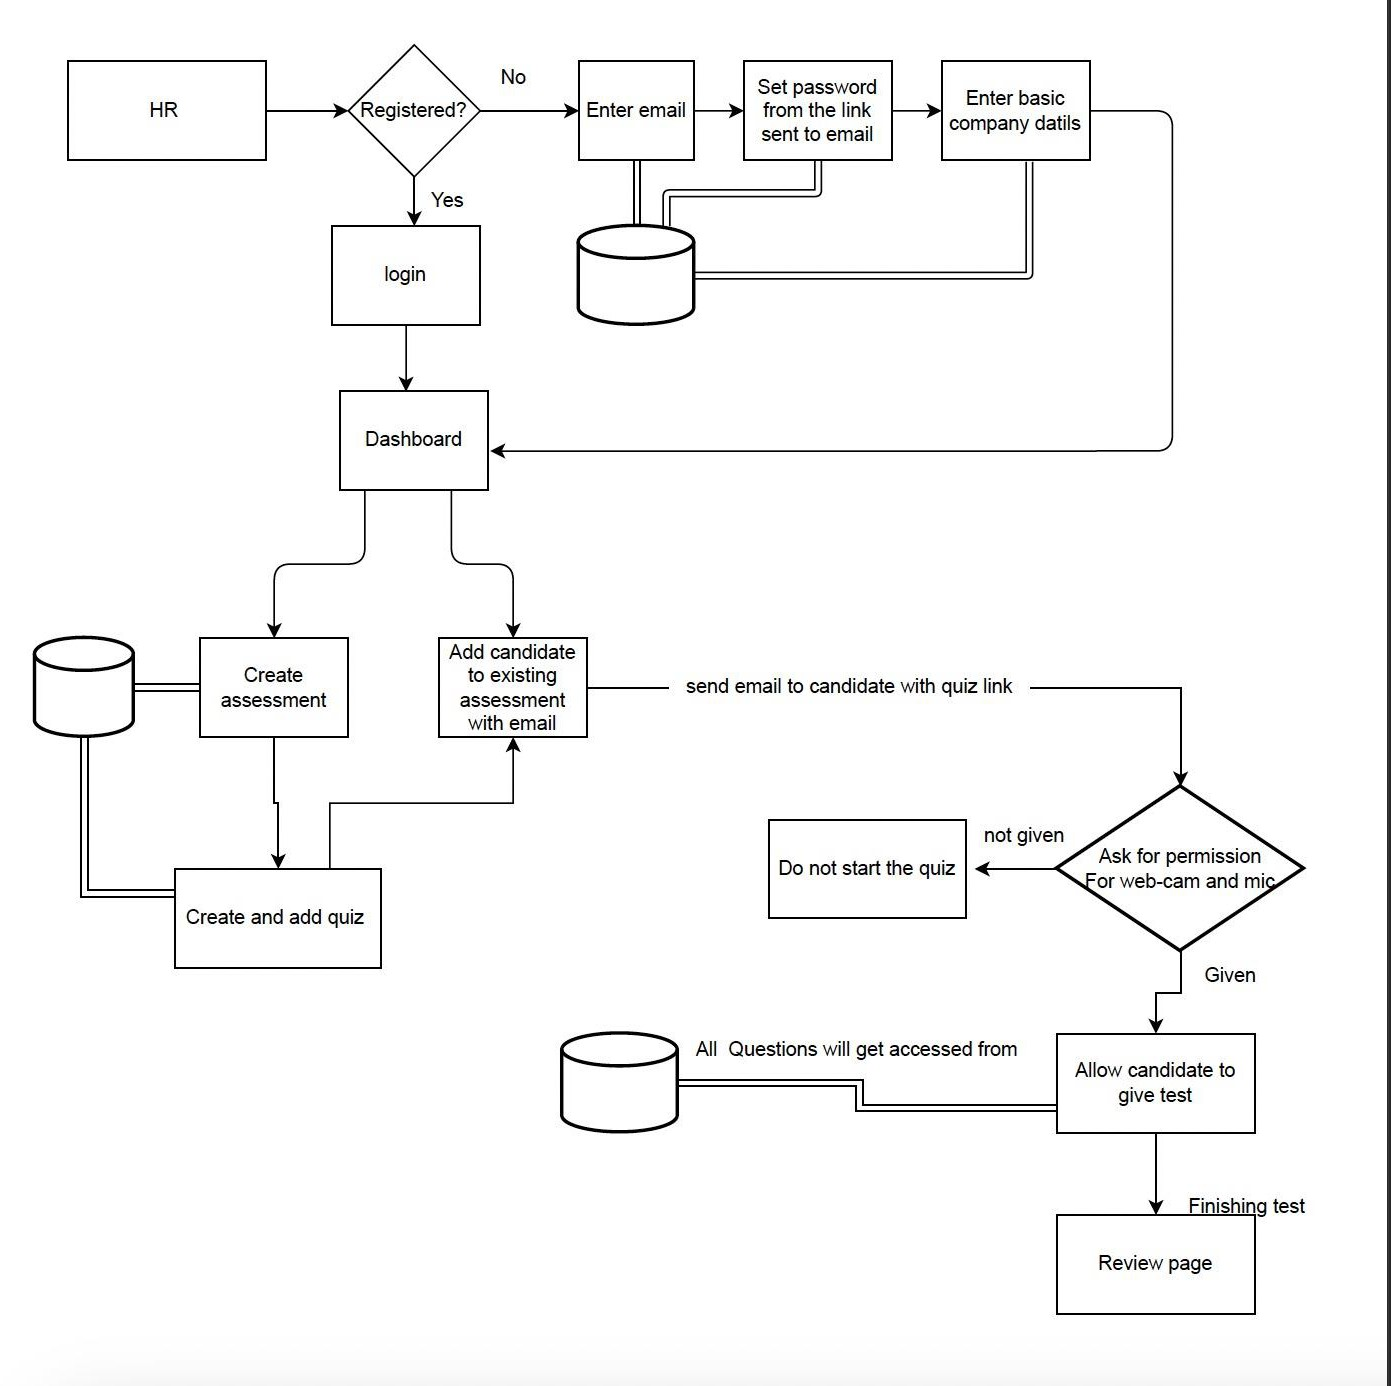 HR
Registered?
No
Enter email
Set password
from the link
sent to email
Enter basic
company datils
Yes
login
Dashboard
Create
assessment
Add candidate
to existing
assessment
with email
send email to candidate with quiz link
Do not start the quiz
not given
Ask for permission
For web-cam and mic
Create and add quiz
Given
All  Questions will get accessed from
Allow candidate to
give test
Finishing test
Review page